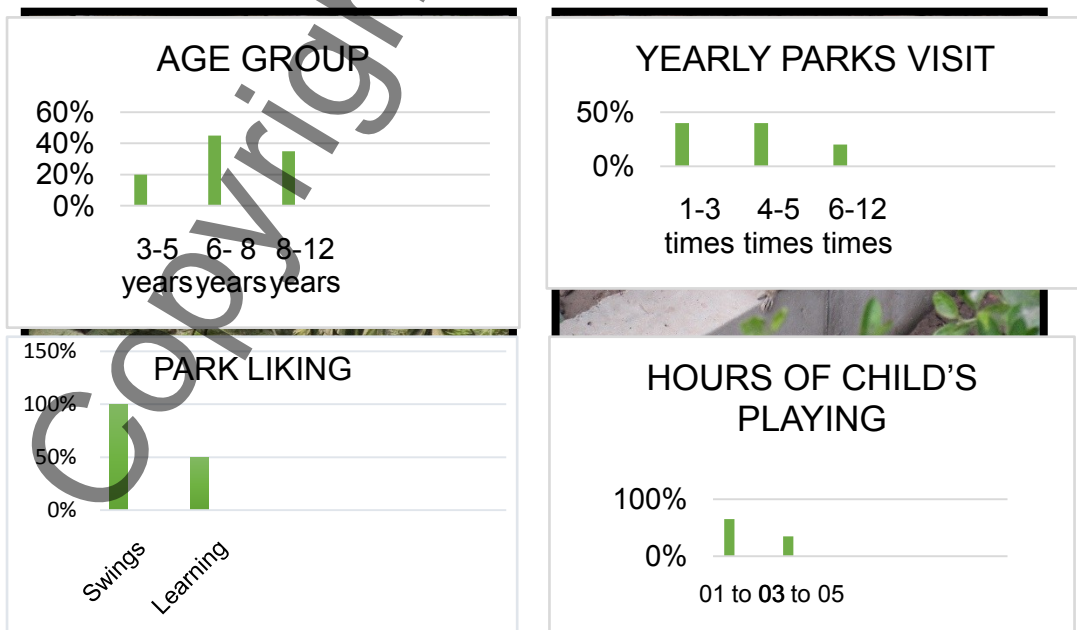 AGE GROUP
60%
40%
20%
0%
3-5 6- 8 8-12
years years years
YEARLY PARKS VISIT
50%
0%
1-3 4-5 6-12
times times times
PARK LIKING
150%
100%
50%
0%
Swings
Learning
HOURS OF CHILD’S
PLAYING
100%
0%
01 to 03 to 05
Copyrigh